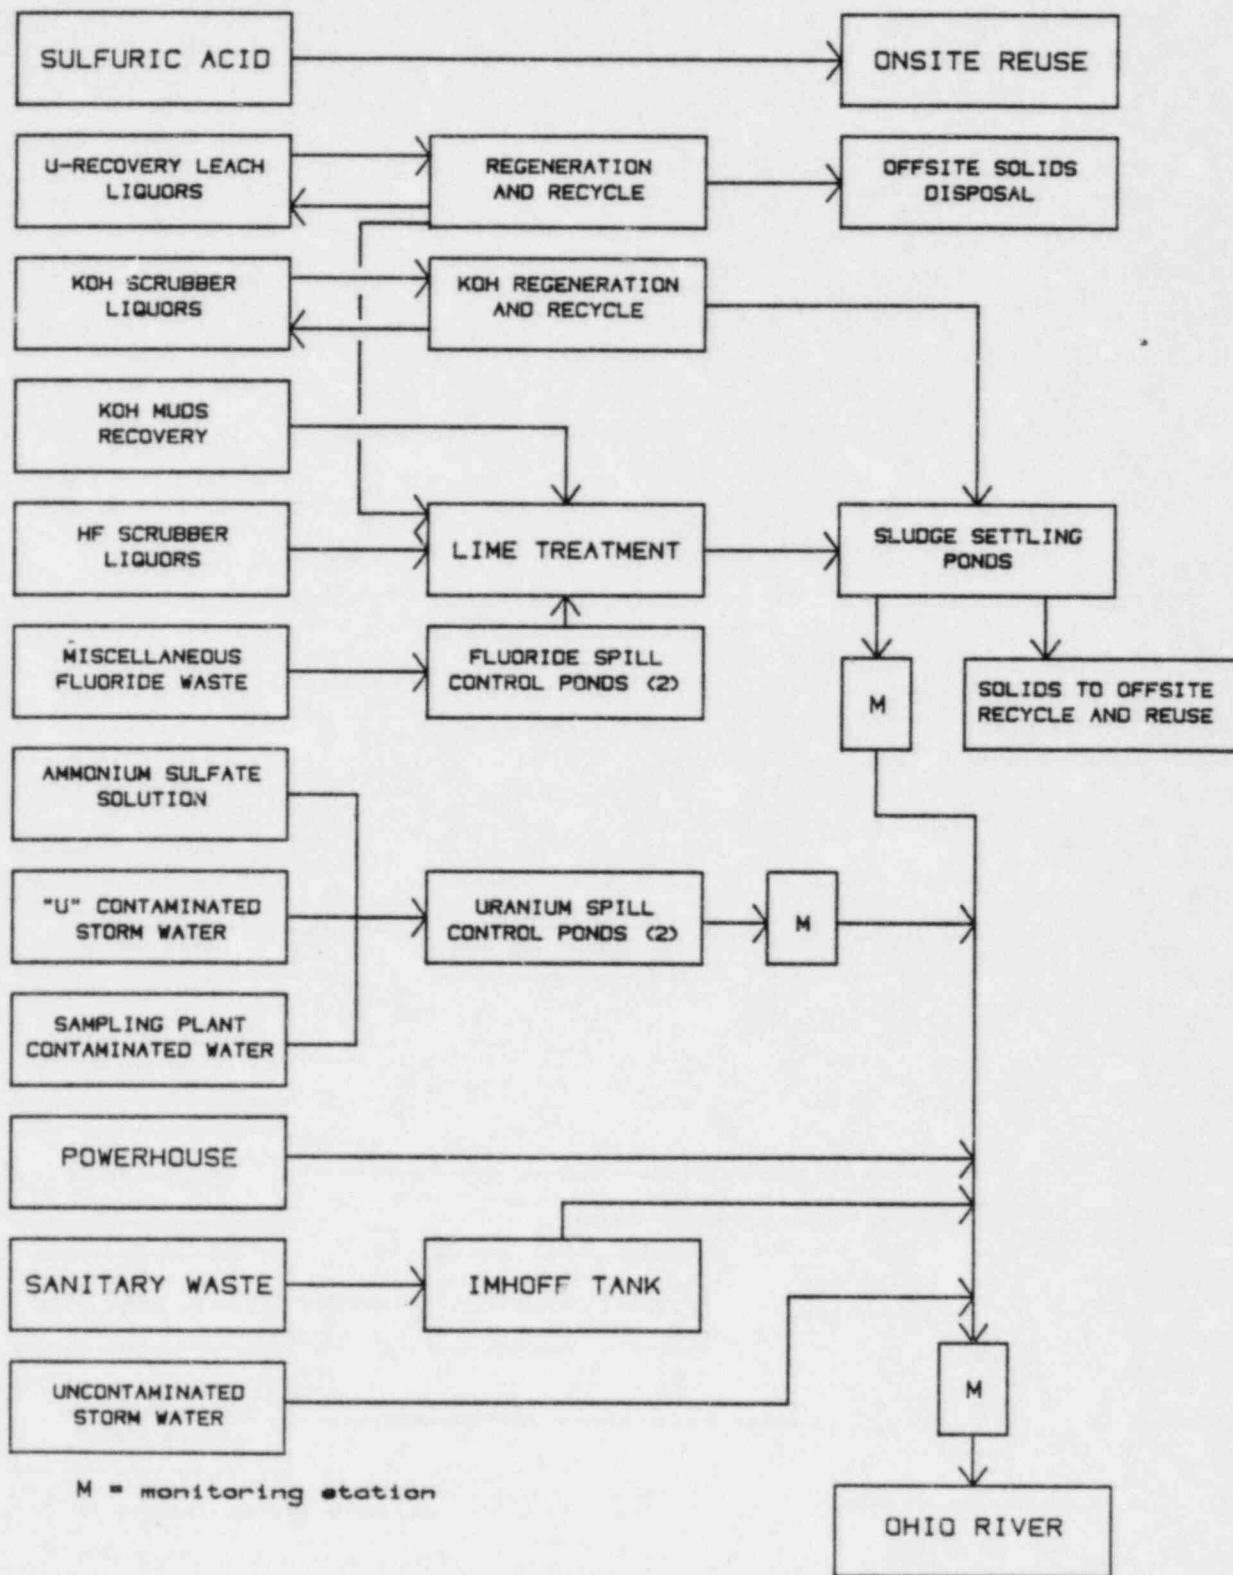 SULFURIC ACID
ONSITE REUSE
U-RECOVERY LEACH
LIQUORS
REGENERATION
AND RECYCLE
OFFSITE SOLIDS
DISPOSAL
KOH SCRUBBER
LIQUORS
KOH REGENERATION
AND RECYCLE
KOH MUDS
RECOVERY
HF SCRUBBER
LIQUORS
LIME TREATMENT
SLUDGE SETTLING
PONDS
MISCELLANEOUS
FLUORIDE WASTE
FLUORIDE SPILL
CONTROL PONDS (2)
M
SOLIDS TO OFFSITE
RECYCLE AND REUSE
AMMONIUM SULFATE
SOLUTION
"U" CONTAMINATED
STORM WATER
URANIUM SPILL
CONTROL PONDS (2)
M
SAMPLING PLANT
CONTAMINATED WATER
POWERHOUSE
SANITARY WASTE
IMHOFF TANK
UNCONTAMINATED
STORM WATER
M
M = monitoring station
OHIO RIVER